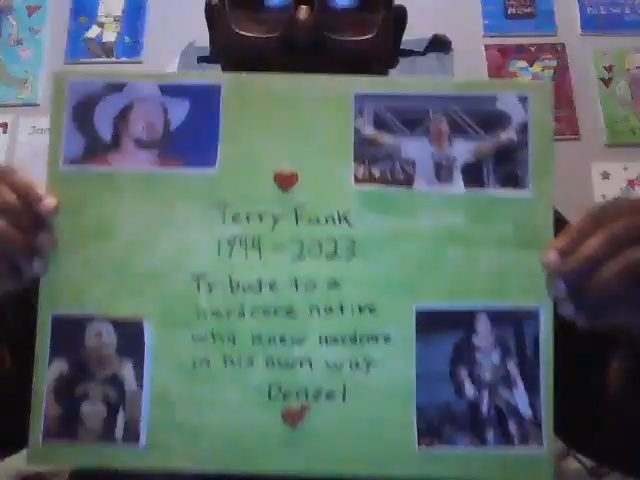 Terry Funk
1944-2023
Tribute to a
hardcore native
who knew hardcore
in his own way
Denzel